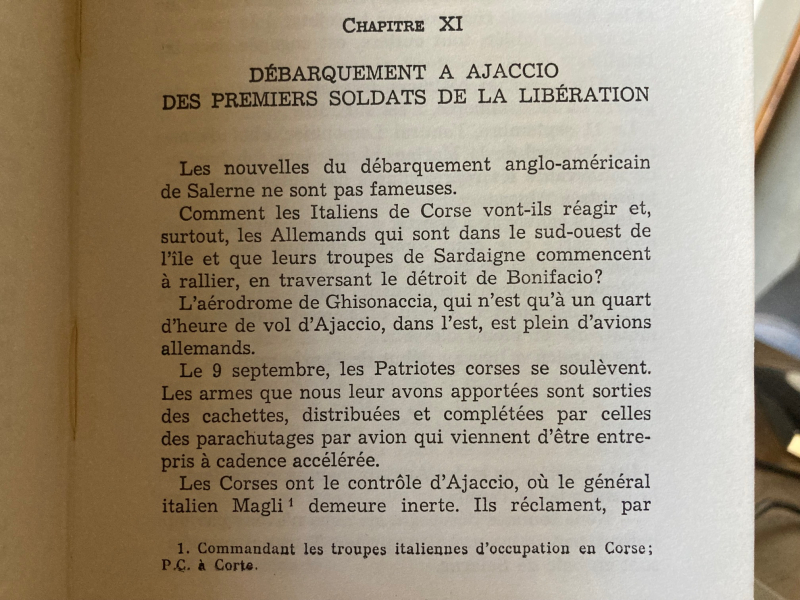 CHAPITRE XI
DÉBARQUEMENT A AJACCIO
DES PREMIERS SOLDATS DE LA LIBÉRATION
Les nouvelles du débarquement anglo-américain
de Salerne ne sont pas fameuses.
Comment les Italiens de Corse vont-ils réagir et,
surtout, les Allemands qui sont dans le sud-ouest de
l'île et que leurs troupes de Sardaigne commencent
à rallier, en traversant le détroit de Bonifacio?
L'aérodrome de Ghisonaccia, qui n'est qu'à un quart
d'heure de vol d'Ajaccio, dans l'est, est plein d'avions
allemands.
Le 9 septembre, les Patriotes corses se soulèvent.
Les armes que nous leur avons apportées sont sorties
des cachettes, distribuées et complétées par celles
des parachutages par avion qui viennent d'être entre-
pris à cadence accélérée.
Les Corses ont le contrôle d'Ajaccio, où le général
italien Magli ¹ demeure inerte. Ils réclament, par
1. Commandant les troupes italiennes d'occupation en Corse;
P.C. à Corte.